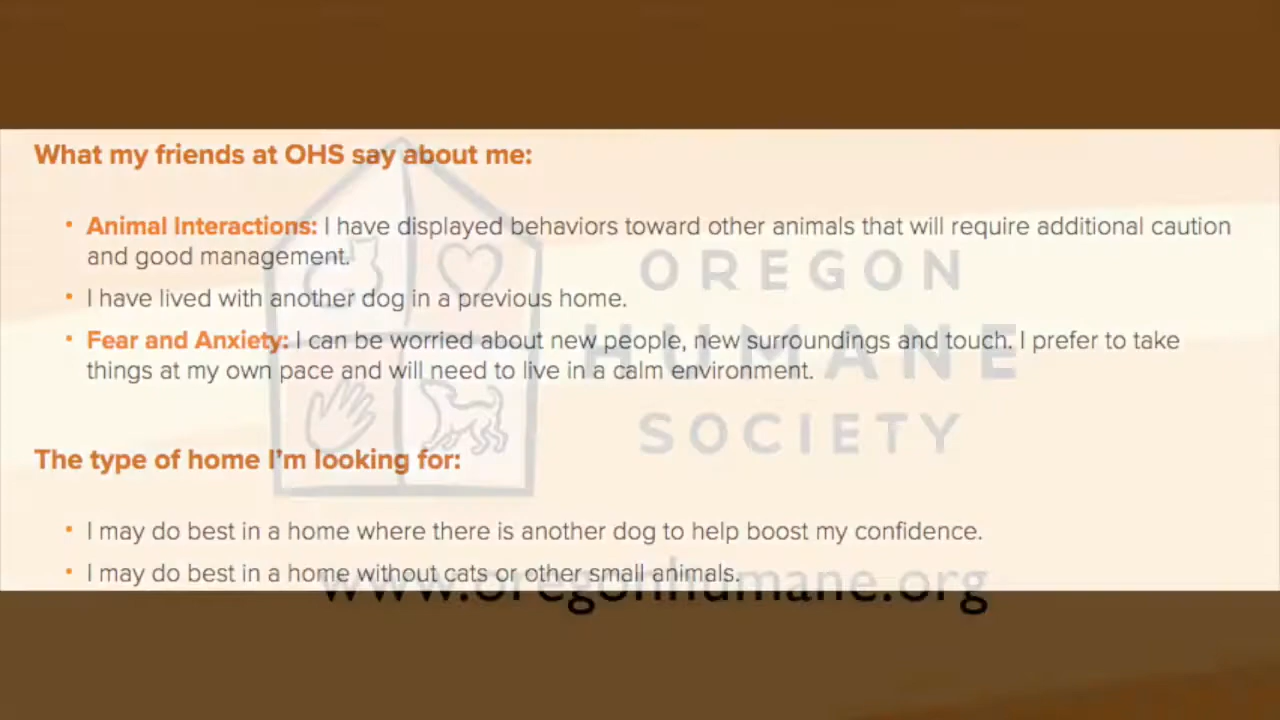 What my friends at OHS say about me:
• Animal Interactions: I have displayed behaviors toward other animals that will require additional caution
and good management.
• I have lived with another dog in a previous home.
• Fear and Anxiety: I can be worried about new people, new surroundings and touch. I prefer to take
things at my own pace and will need to live in a calm environment.
The type of home I'm looking for:
• I may do best in a home where there is another dog to help boost my confidence.
• I may do best in a home without cats or other small animals.
OREGON
HUMANE
SOCIETY
www.oregonhumane.org